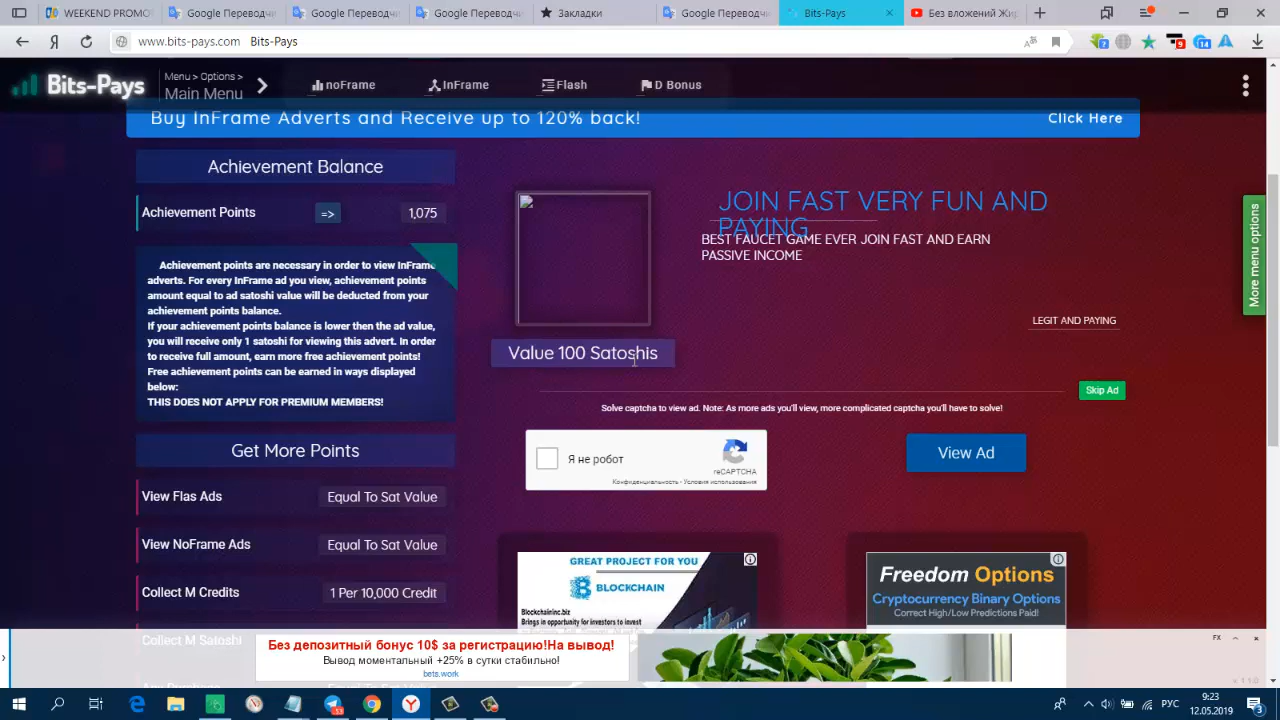 WEEKEND PROMO
Google Переводч
Google Переводч
Google Переводч
Закладки
Google Переводч
Bits-Pays
Без вложений Жир
www.bits-pays.com Bits-Pays
7
9
14
Bits-Pays
Menu > Options >
Main Menu
noFrame
InFrame
Flash
D Bonus
Buy InFrame Adverts and Receive up to 120% back!
Click Here
Achievement Balance
Achievement Points
=>
1,075
Achievement points are necessary in order to view InFrame
adverts. For every InFrame ad you view, achievement points
amount equal to ad satoshi value will be deducted from your
achievement points balance.
If your achievement points balance is lower then the ad value,
you will receive only 1 satoshi for viewing this advert. In order
to receive full amount, earn more free achievement points!
Free achievement points can be earned in ways displayed
below:
THIS DOES NOT APPLY FOR PREMIUM MEMBERS!
Get More Points
View Flas Ads
Equal To Sat Value
View NoFrame Ads
Equal To Sat Value
Collect M Credits
1 Per 10,000 Credit
Collect M Satoshi
JOIN FAST VERY FUN AND
PAYING
BEST FAUCET GAME EVER JOIN FAST AND EARN
PASSIVE INCOME
LEGIT AND PAYING
Value 100 Satoshis
Skip Ad
Solve captcha to view ad. Note: As more ads you'll view, more complicated captcha you'll have to solve!
Я не робот
reCAPTCHA
Конфиденциальность - Условия использования
View Ad
More menu options
GREAT PROJECT FOR YOU
BLOCKCHAIN
Blockchaininc.biz
Brings in opportunity for investors to invest
Freedom Options
Cryptocurrency Binary Options
Correct High/Low Predictions Paid!
Без депозитный бонус 10$ за регистрацию!На вывод!
Вывод моментальный +25% в сутки стабильно!
bets.work
FX
v 1.1.0
РУС
9:23
12.05.2019
3